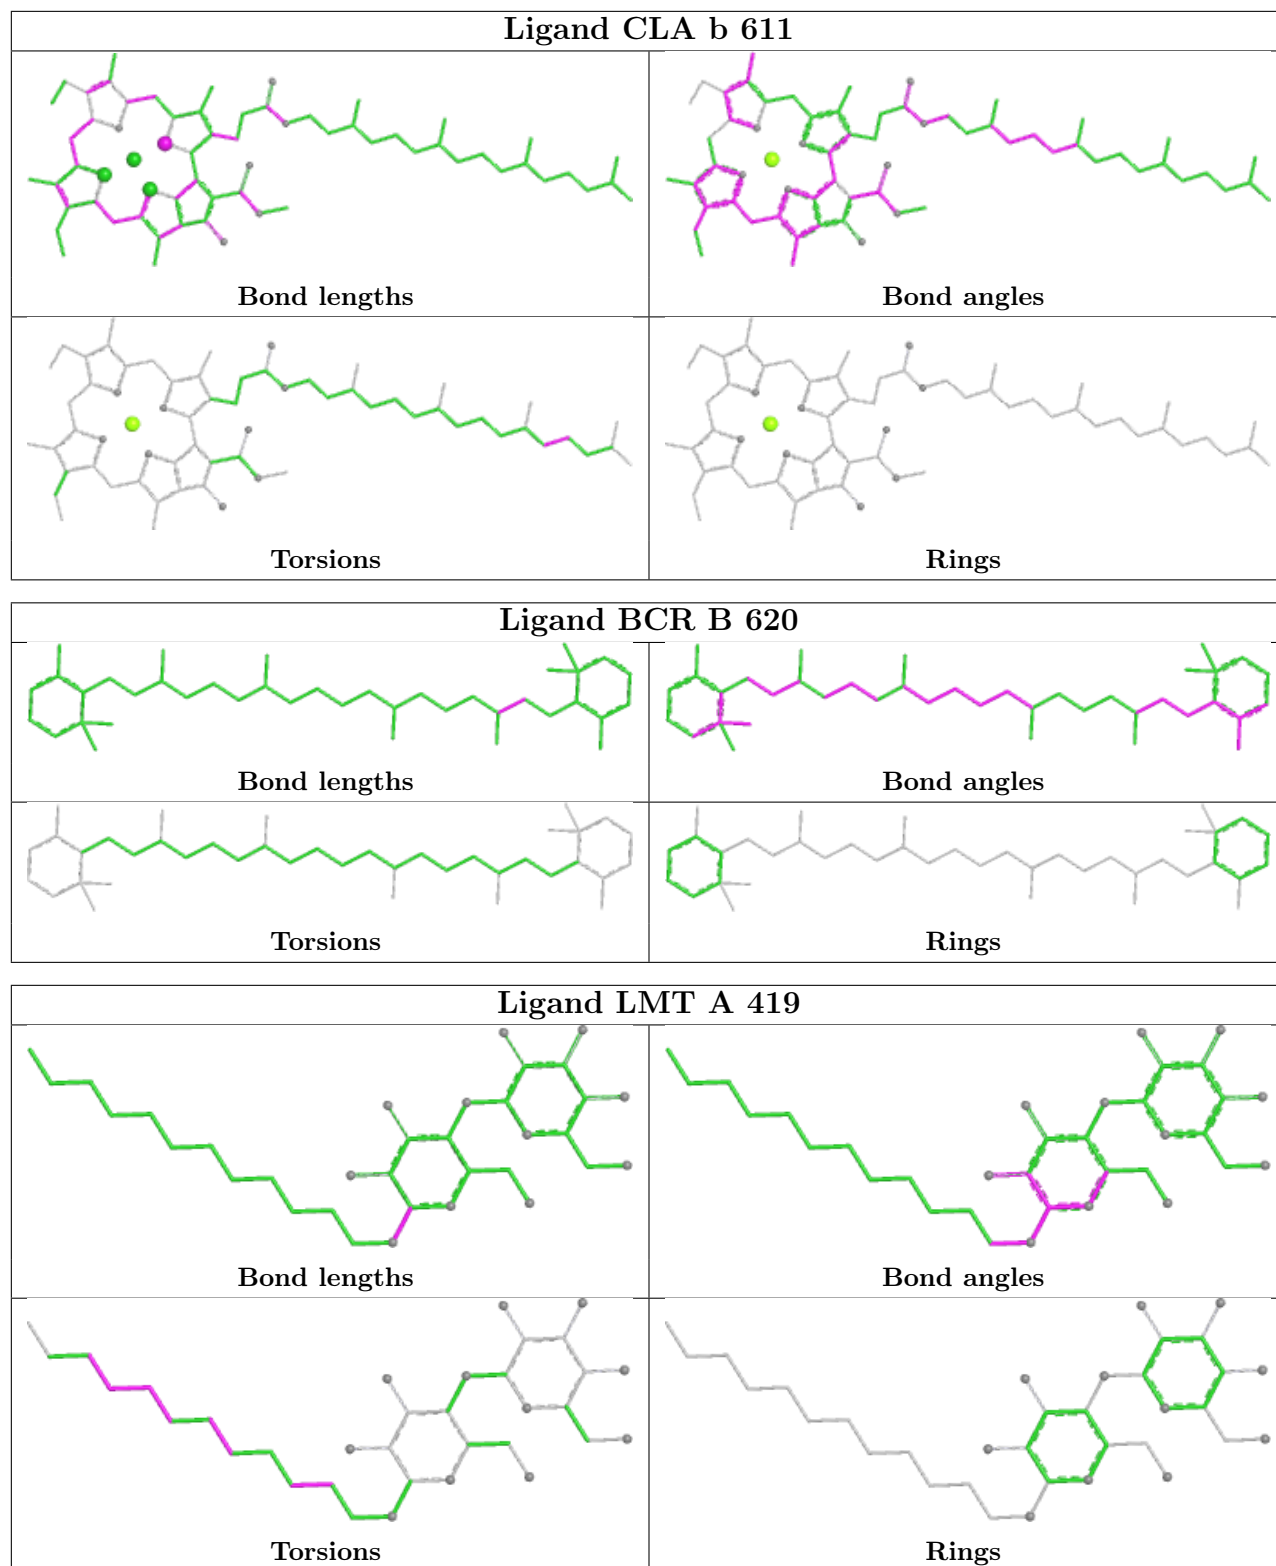 Ligand CLA b 611
Bond lengths
Bond angles
Torsions
Rings
Ligand BCR B 620
Bond lengths
Bond angles
Torsions
Rings
Ligand LMT A 419
Bond lengths
Bond angles
Torsions
Rings